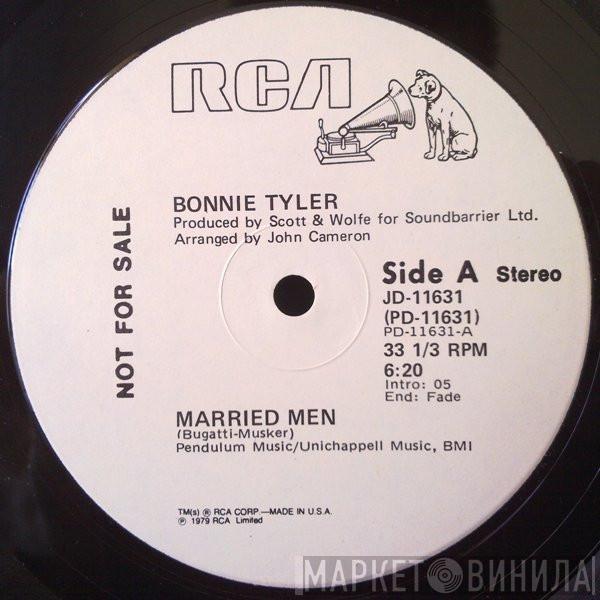 RCA
NOT FOR SALE
BONNIE TYLER
Produced by Scott & Wolfe for Soundbarrier Ltd.
Arranged by John Cameron
Side A Stereo
JD-11631
(PD-11631)
PD-11631-A
33 1/3 RPM
6:20
Intro: 05
End: Fade
MARRIED MEN
(Bugatti-Musker)
Pendulum Music/Unichappell Music, BMI
TM(s) ® RCA CORP.—MADE IN U.S.A.
℗ 1979 RCA Limited
МАРКЕТ ВИНИЛА